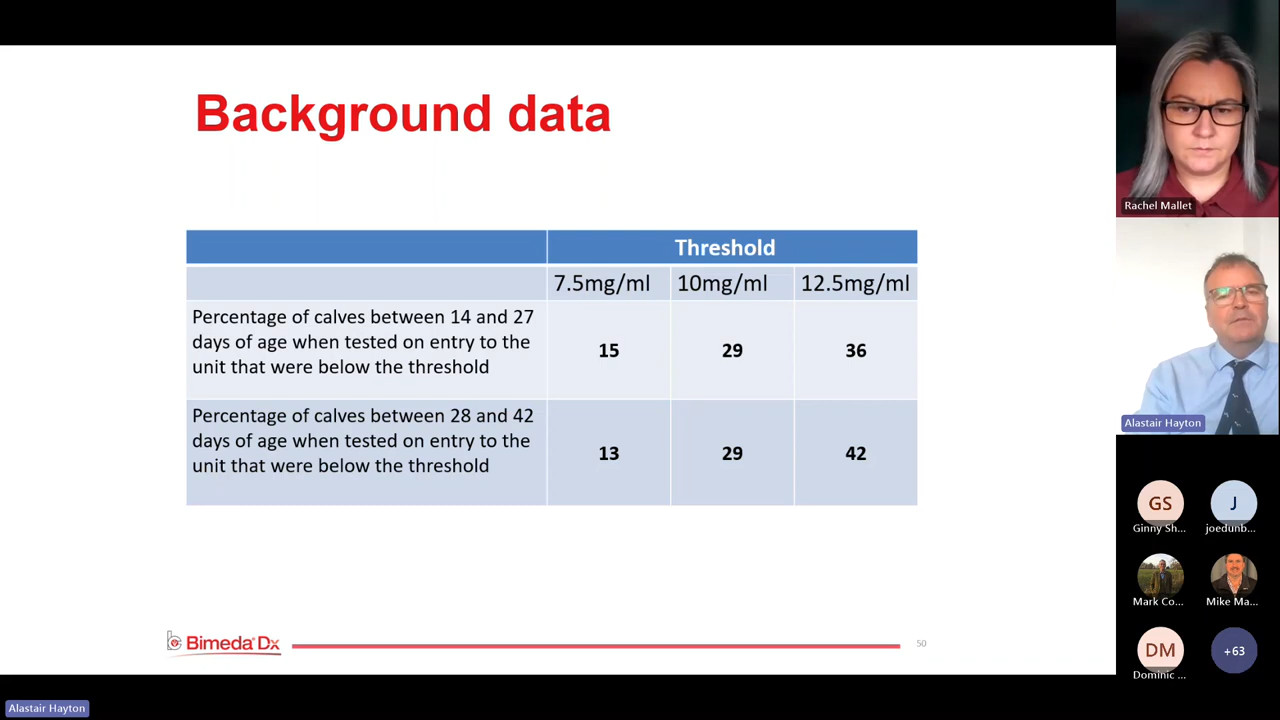 Background data
Threshold
7.5mg/ml 10mg/ml 12.5mg/ml
Percentage of calves between 14 and 27
days of age when tested on entry to the
unit that were below the threshold
15 29 36
Percentage of calves between 28 and 42
days of age when tested on entry to the
unit that were below the threshold
13 29 42
Bimeda® Dx
50
Rachel Mallet
Alastair Hayton
GS J
Ginny Sh... joedunb...
Mark Co... Mike Ma...
DM +63
Dominic ...
Alastair Hayton